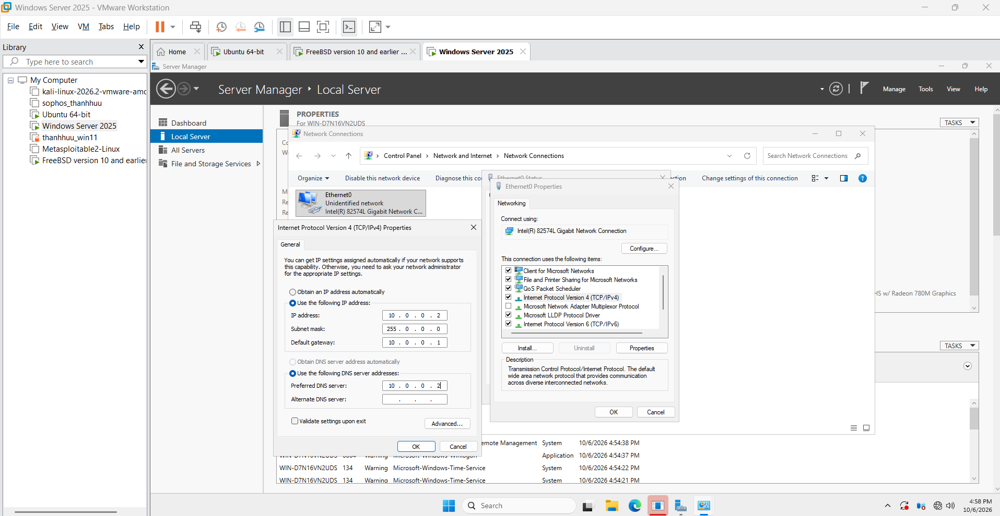 Windows Server 2025 - VMware Workstation
File Edit View VM Tabs Help
Library
Type here to search
My Computer
kali-linux-2026.2-vmware-amd
sophos_thanhhuu
Ubuntu 64-bit
Windows Server 2025
thanhhuu_win11
Metasploitable2-Linux
FreeBSD version 10 and earlier
Home
Ubuntu 64-bit
FreeBSD version 10 and earlier ...
Windows Server 2025
Server Manager
Server Manager Local Server
Manage Tools View Help
Dashboard
Local Server
All Servers
File and Storage Services
PROPERTIES
For WIN-D7N16VN2UDS
TASKS
Network Connections
Control Panel › Network and Internet › Network Connections
Search Network Connections
Organize Disable this network device Diagnose this co Change settings of this connection
Ethernet0
Unidentified network
Intel(R) 82574L Gigabit Network C...
Ethernet0 Status
Ethernet0 Properties
Networking
Connect using:
Intel(R) 82574L Gigabit Network Connection
Configure...
This connection uses the following items:
Client for Microsoft Networks
File and Printer Sharing for Microsoft Networks
QoS Packet Scheduler
Internet Protocol Version 4 (TCP/IPv4)
Microsoft Network Adapter Multiplexor Protocol
Microsoft LLDP Protocol Driver
Internet Protocol Version 6 (TCP/IPv6)
Install... Uninstall Properties
Description
Transmission Control Protocol/Internet Protocol. The default
wide area network protocol that provides communication
across diverse interconnected networks.
OK Cancel
Internet Protocol Version 4 (TCP/IPv4) Properties
General
You can get IP settings assigned automatically if your network supports
this capability. Otherwise, you need to ask your network administrator
for the appropriate IP settings.
Obtain an IP address automatically
Use the following IP address:
IP address: 10 . 0 . 0 . 2
Subnet mask: 255 . 0 . 0 . 0
Default gateway: 10 . 0 . 0 . 1
Obtain DNS server address automatically
Use the following DNS server addresses:
Preferred DNS server: 10 . 0 . 0 . 2
Alternate DNS server: . . .
Validate settings upon exit
Advanced...
OK Cancel
HS w/ Radeon 780M Graphics
TASKS
emote Management System 10/6/2026 4:54:38 PM
Warning Microsoft-Windows-Winlogon Application 10/6/2026 4:54:37 PM
WIN-D7N16VN2UDS 134 Warning Microsoft-Windows-Time-Service System 10/6/2026 4:54:22 PM
WIN-D7N16VN2UDS 134 Warning Microsoft-Windows-Time-Service System 10/6/2026 4:54:21 PM
Search
4:58 PM
10/6/2026